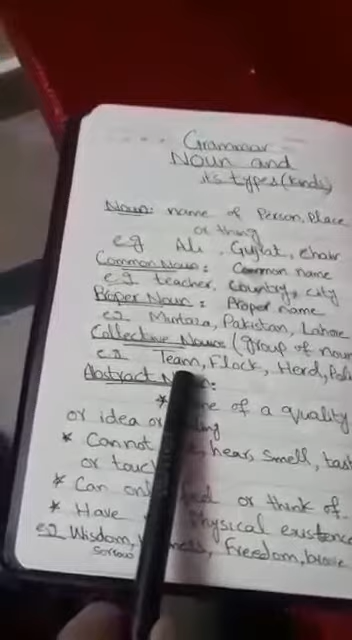 Grammar
Noun and
its types (kinds)
Noun: name of Person, Place
or thing
e.g Ali, Gujrat, chair
Common Noun: Common name
e.g teacher, country, city
Proper Noun: Proper name
e.g Murtaza, Pakistan, Lahore
Collective Noun (group of noun
e.g Team, Flock, Herd,
Abstract
* of a quality
or idea or
* Cannot hear, smell,
or
* Can only or think of.
* Have Physical existence
e.g Wisdom, Freedom,
sorrow